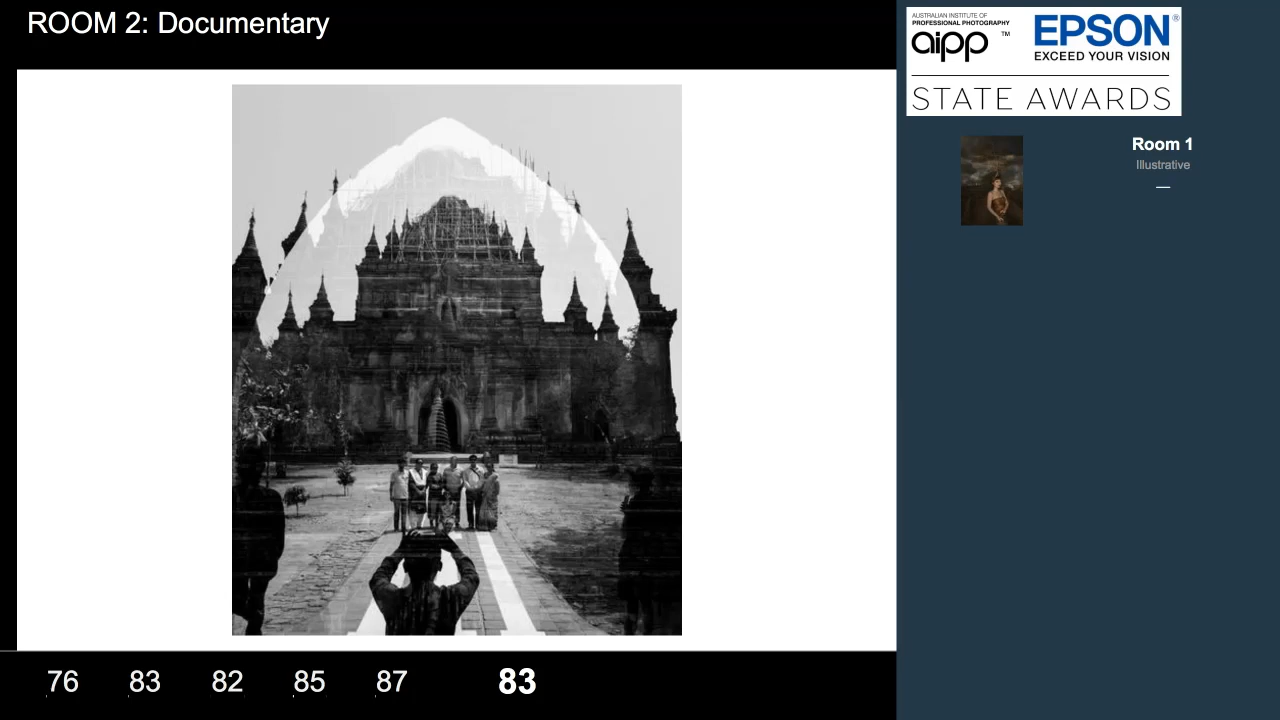 ROOM 2: Documentary
AUSTRALIAN INSTITUTE OF
PROFESSIONAL PHOTOGRAPHY
aipp TM
EPSON®
EXCEED YOUR VISION
STATE AWARDS
Room 1
Illustrative
—
76 83 82 85 87 83